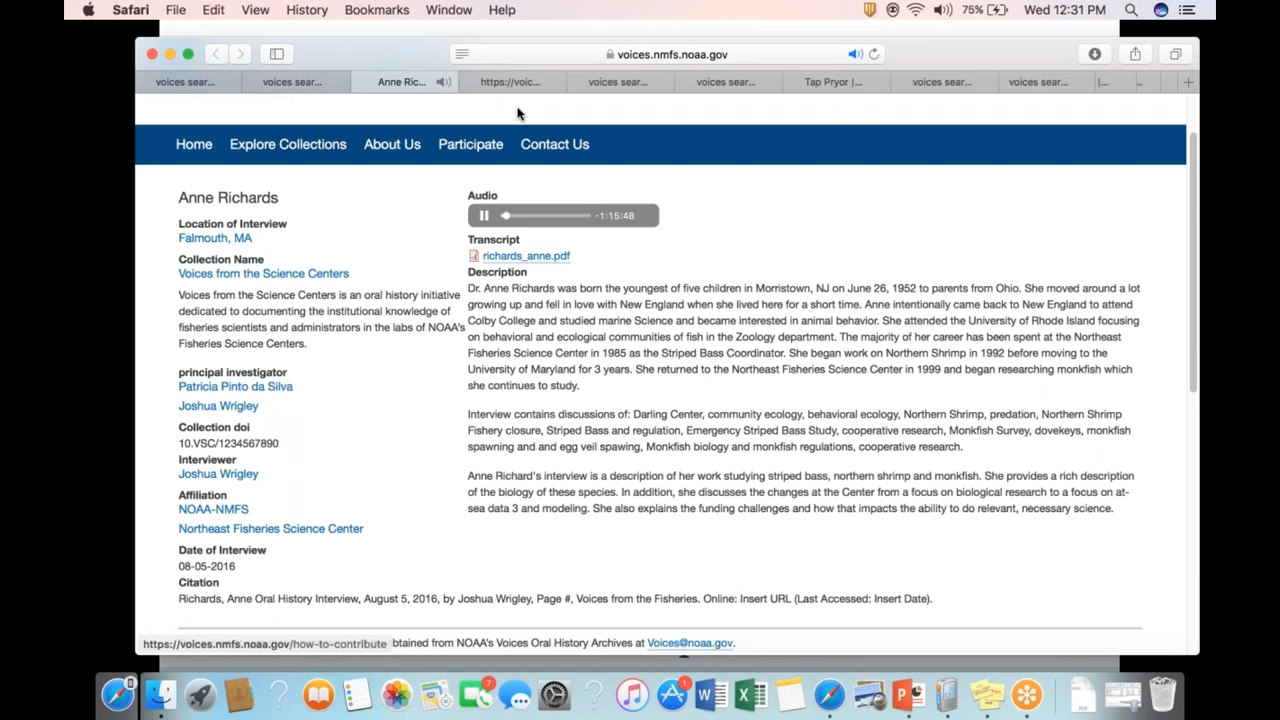 Safari File Edit View History Bookmarks Window Help 75% Wed 12:31 PM
voices.nmfs.noaa.gov
voices sear... voices sear... Anne Ric... https://voic... voices sear... voices sear... Tap Pryor |... voices sear... voices sear... |... ..
Home Explore Collections About Us Participate Contact Us
Anne Richards
Location of Interview
Falmouth, MA
Collection Name
Voices from the Science Centers
Voices from the Science Centers is an oral history initiative
dedicated to documenting the institutional knowledge of
fisheries scientists and administrators in the labs of NOAA's
Fisheries Science Centers.
principal investigator
Patricia Pinto da Silva
Joshua Wrigley
Collection doi
10.VSC/1234567890
Interviewer
Joshua Wrigley
Affiliation
NOAA-NMFS
Northeast Fisheries Science Center
Date of Interview
08-05-2016
Audio
-1:15:48
Transcript
richards_anne.pdf
Description
Dr. Anne Richards was born the youngest of five children in Morristown, NJ on June 26, 1952 to parents from Ohio. She moved around a lot
growing up and fell in love with New England when she lived here for a short time. Anne intentionally came back to New England to attend
Colby College and studied marine Science and became interested in animal behavior. She attended the University of Rhode Island focusing
on behavioral and ecological communities of fish in the Zoology department. The majority of her career has been spent at the Northeast
Fisheries Science Center in 1985 as the Striped Bass Coordinator. She began work on Northern Shrimp in 1992 before moving to the
University of Maryland for 3 years. She returned to the Northeast Fisheries Science Center in 1999 and began researching monkfish which
she continues to study.
Interview contains discussions of: Darling Center, community ecology, behavioral ecology, Northern Shrimp, predation, Northern Shrimp
Fishery closure, Striped Bass and regulation, Emergency Striped Bass Study, cooperative research, Monkfish Survey, dovekeys, monkfish
spawning and and egg veil spawing, Monkfish biology and monkfish regulations, cooperative research.
Anne Richard's interview is a description of her work studying striped bass, northern shrimp and monkfish. She provides a rich description
of the biology of these species. In addition, she discusses the changes at the Center from a focus on biological research to a focus on at-
sea data 3 and modeling. She also explains the funding challenges and how that impacts the ability to do relevant, necessary science.
Citation
Richards, Anne Oral History Interview, August 5, 2016, by Joshua Wrigley, Page #, Voices from the Fisheries. Online: Insert URL (Last Accessed: Insert Date).
https://voices.nmfs.noaa.gov/how-to-contribute btained from NOAA's Voices Oral History Archives at Voices@noaa.gov.
7 1